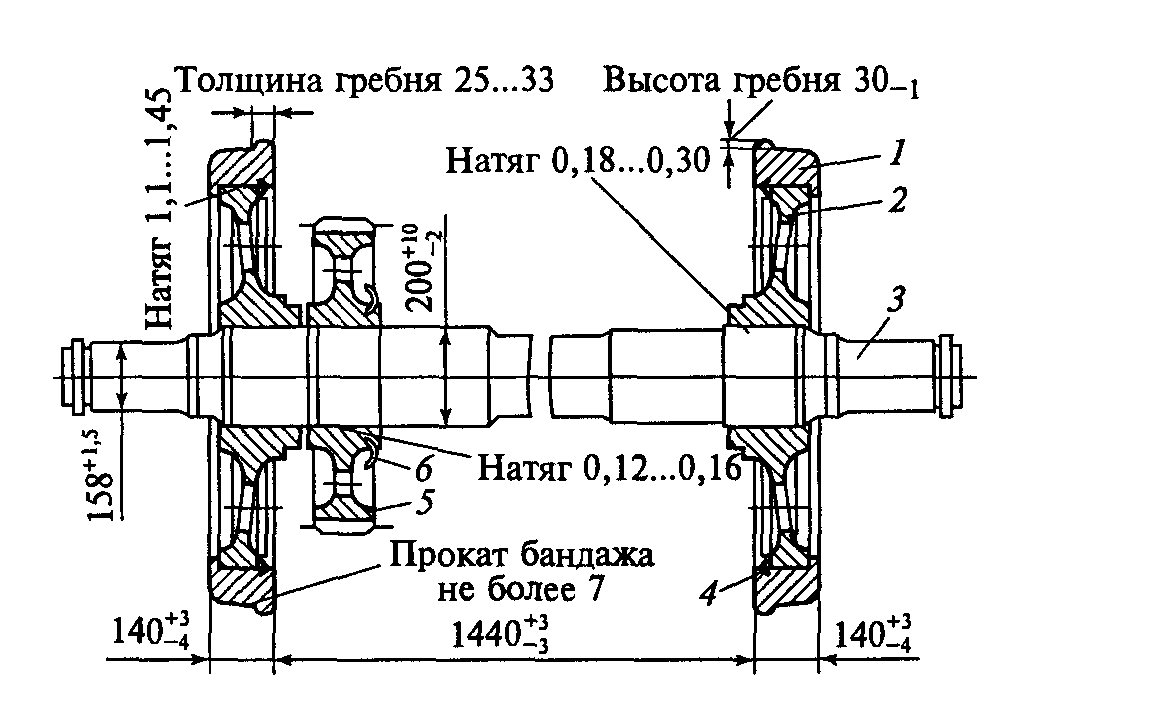 Толщина гребня 25...33
Высота гребня 30₋₁
Натяг 1,1...1,45
Натяг 0,18...0,30
1
2
200⁺¹⁰₋₂
3
158⁺¹,⁵
6
Натяг 0,12...0,16
5
Прокат бандажа
не более 7
4
140⁺³₋₄
1440⁺³₋₃
140⁺³₋₄